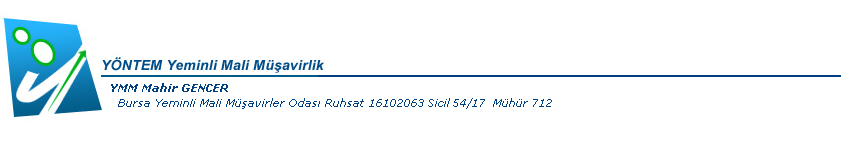 YÖNTEM Yeminli Mali Müşavirlik
YMM Mahir GENCER
Bursa Yeminli Mali Müşavirler Odası Ruhsat 16102063 Sicil 54/17 Mühür 712